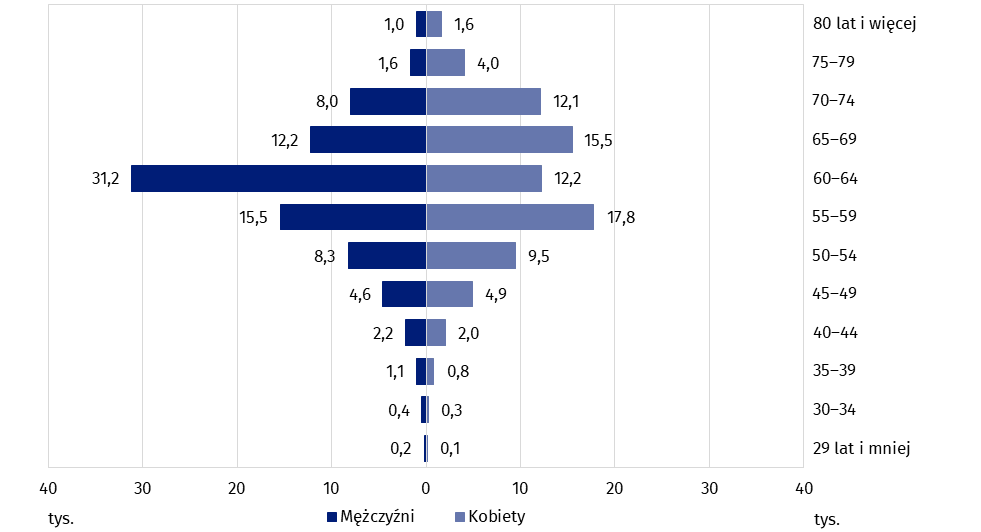 1,0 1,6 80 lat i więcej
1,6 4,0 75–79
8,0 12,1 70–74
12,2 15,5 65–69
31,2 12,2 60–64
15,5 17,8 55–59
8,3 9,5 50–54
4,6 4,9 45–49
2,2 2,0 40–44
1,1 0,8 35–39
0,4 0,3 30–34
0,2 0,1 29 lat i mniej
40 30 20 10 0 10 20 30 40
tys. Mężczyźni Kobiety tys.